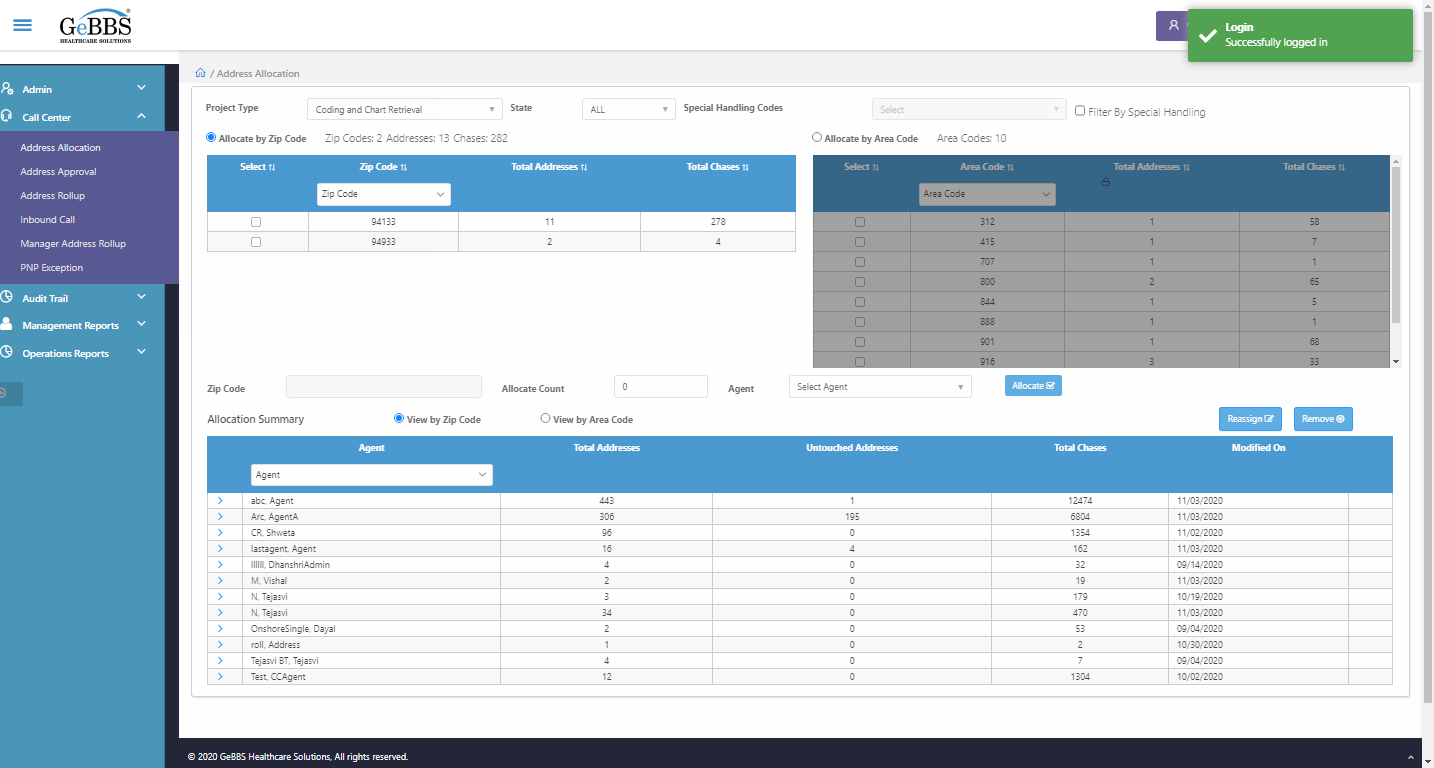 GeBBS
HEALTHCARE SOLUTIONS
Login
Successfully logged in
/ Address Allocation
Admin
Call Center
Address Allocation
Address Approval
Address Rollup
Inbound Call
Manager Address Rollup
PNP Exception
Audit Trail
Management Reports
Operations Reports
Project Type Coding and Chart Retrieval State ALL Special Handling Codes Select Filter By Special Handling
Allocate by Zip Code Zip Codes: 2 Addresses: 13 Chases: 282
Select Zip Code Total Addresses Total Chases
Zip Code
94133 11 278
94933 2 4
Allocate by Area Code Area Codes: 10
Select Area Code Total Addresses Total Chases
Area Code
312 1 58
415 1 7
707 1 1
800 2 65
844 1 5
888 1 1
901 1 68
916 3 33
Zip Code Allocate Count 0 Agent Select Agent Allocate
Allocation Summary View by Zip Code View by Area Code Reassign Remove
Agent Total Addresses Untouched Addresses Total Chases Modified On
Agent
abc, Agent 443 1 12474 11/03/2020
Arc, AgentA 306 195 6804 11/03/2020
CR, Shweta 96 0 1354 11/02/2020
lastagent, Agent 16 4 162 11/03/2020
llllll, DhanshriAdmin 4 0 32 09/14/2020
M, Vishal 2 0 19 11/03/2020
N, Tejasvi 3 0 179 10/19/2020
N, Tejasvi 34 0 470 11/03/2020
OnshoreSingle, Dayal 2 0 53 09/04/2020
roll, Address 1 0 2 10/30/2020
Tejasvi BT, Tejasvi 4 0 7 09/04/2020
Test, CCAgent 12 0 1304 10/02/2020
© 2020 GeBBS Healthcare Solutions, All rights reserved.